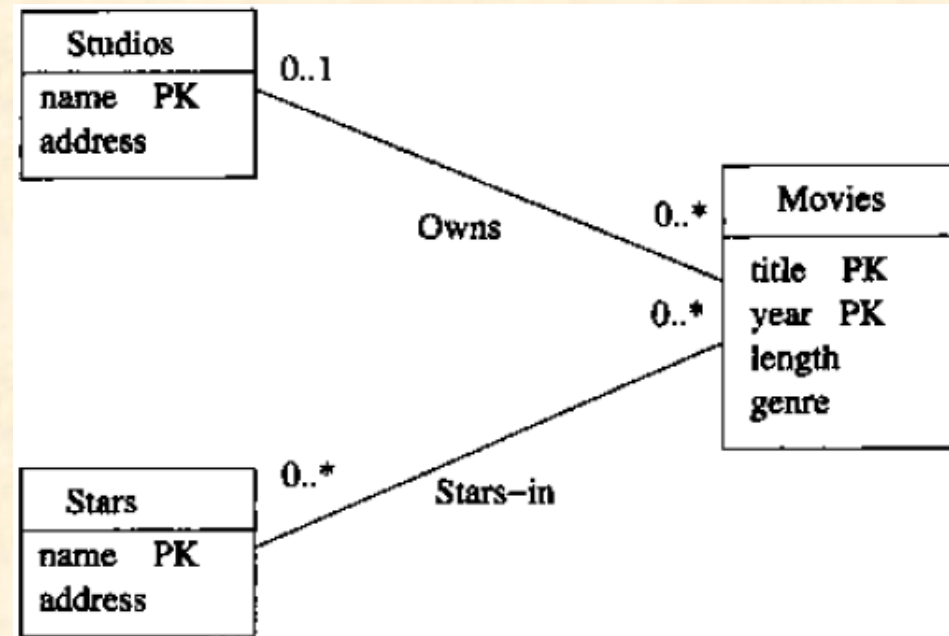 Studios
name PK
address
0..1
Owns
0..*
Movies
title PK
year PK
length
genre
0..*
Stars
name PK
address
0..*
Stars-in